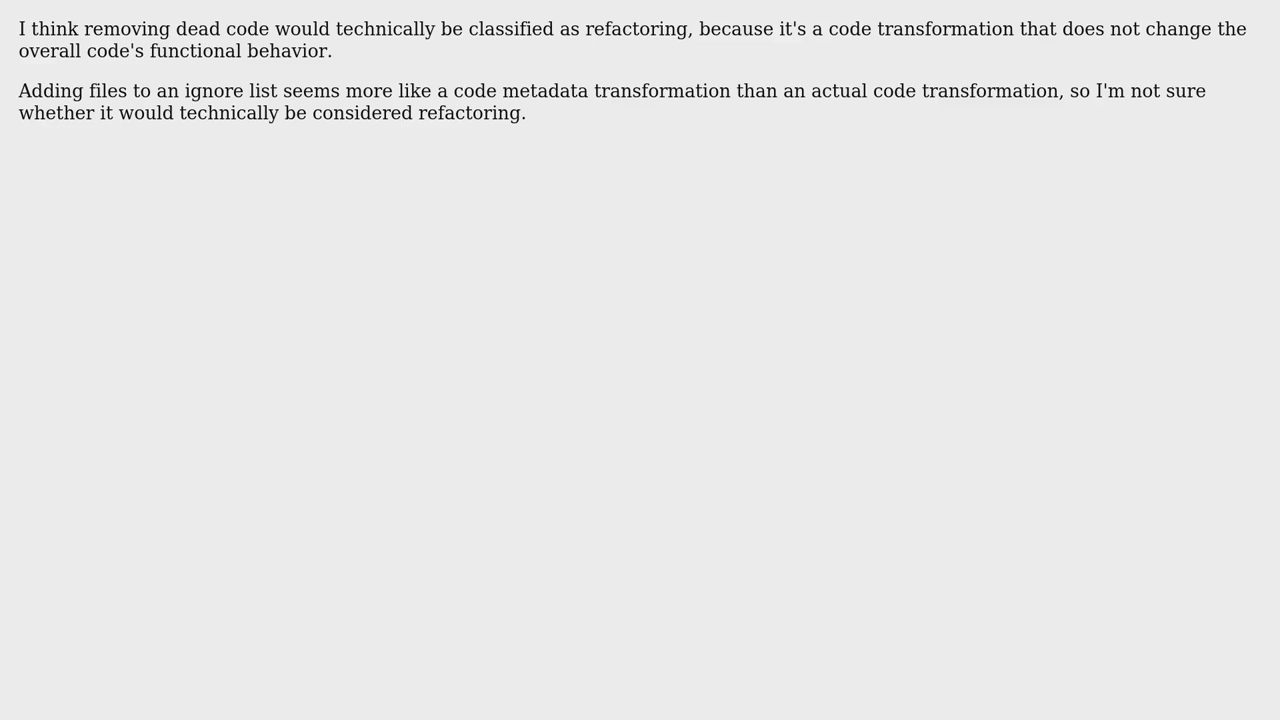 I think removing dead code would technically be classified as refactoring, because it's a code transformation that does not change the
overall code's functional behavior.
Adding files to an ignore list seems more like a code metadata transformation than an actual code transformation, so I'm not sure
whether it would technically be considered refactoring.